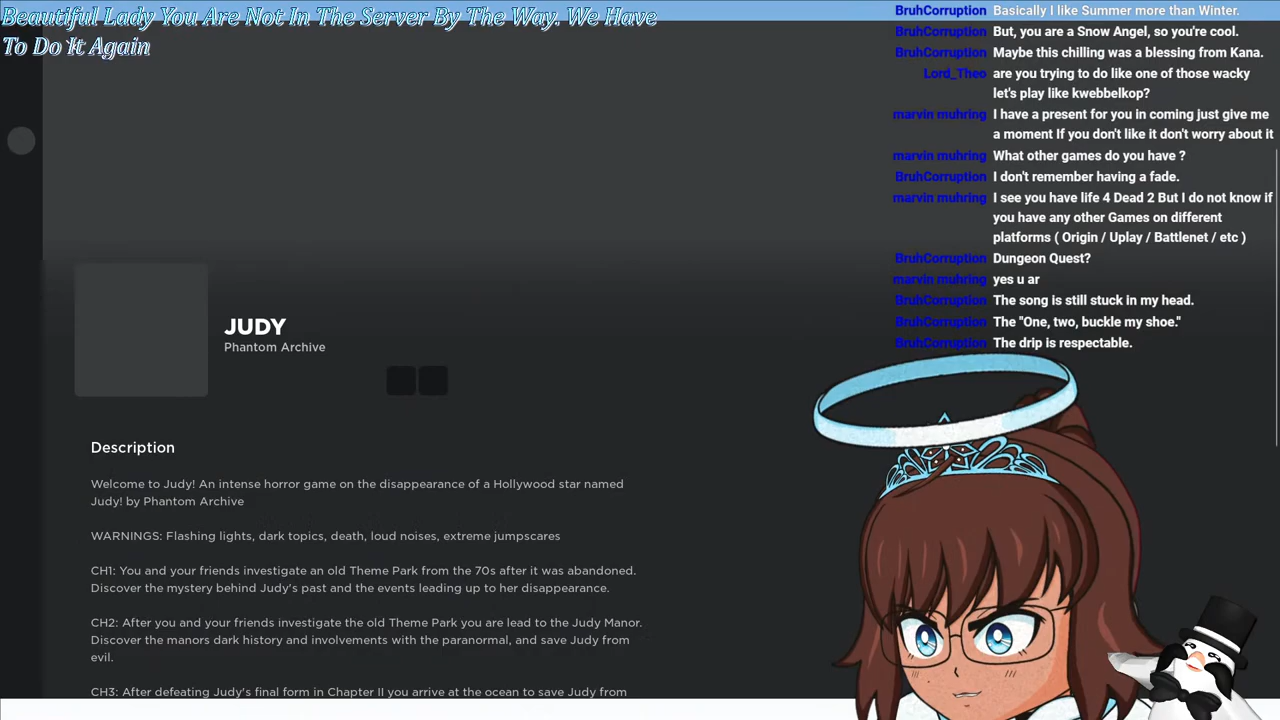 Beautiful Lady You Are Not In The Server By The Way. We Have
To Do It Again
BruhCorruption Basically I like Summer more than Winter.
BruhCorruption But, you are a Snow Angel, so you're cool.
BruhCorruption Maybe this chilling was a blessing from Kana.
Lord_Theo are you trying to do like one of those wacky
let's play like kwebbelkop?
marvin muhring I have a present for you in coming just give me
a moment If you don't like it don't worry about it
marvin muhring What other games do you have ?
BruhCorruption I don't remember having a fade.
marvin muhring I see you have life 4 Dead 2 But I do not know if
you have any other Games on different
platforms ( Origin / Uplay / Battlenet / etc )
BruhCorruption Dungeon Quest?
marvin muhring yes u ar
BruhCorruption The song is still stuck in my head.
BruhCorruption The "One, two, buckle my shoe."
BruhCorruption The drip is respectable.
JUDY
Phantom Archive
Description
Welcome to Judy! An intense horror game on the disappearance of a Hollywood star named
Judy! by Phantom Archive
WARNINGS: Flashing lights, dark topics, death, loud noises, extreme jumpscares
CH1: You and your friends investigate an old Theme Park from the 70s after it was abandoned.
Discover the mystery behind Judy's past and the events leading up to her disappearance.
CH2: After you and your friends investigate the old Theme Park you are lead to the Judy Manor.
Discover the manors dark history and involvements with the paranormal, and save Judy from
evil.
CH3: After defeating Judy's final form in Chapter II you arrive at the ocean to save Judy from